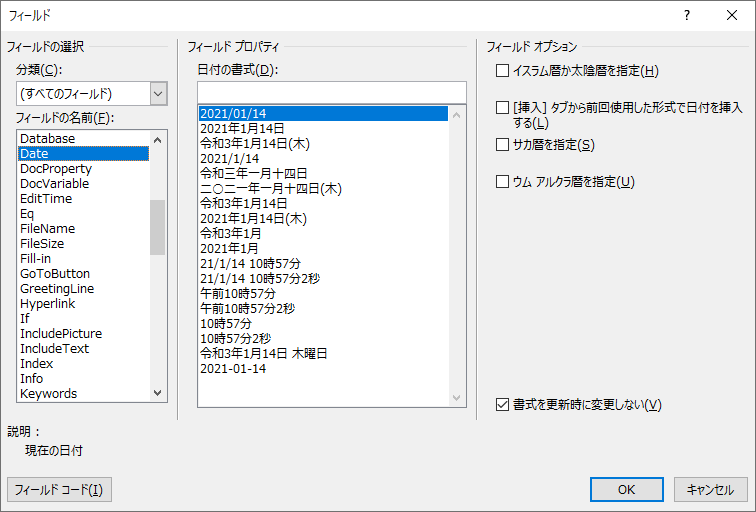 フィールド
フィールドの選択
分類(C):
(すべてのフィールド)
フィールドの名前(F):
Database
Date
DocProperty
DocVariable
EditTime
Eq
FileName
FileSize
Fill-in
GoToButton
GreetingLine
Hyperlink
If
IncludePicture
IncludeText
Index
Info
Keywords
フィールド プロパティ
日付の書式(D):
2021/01/14
2021年1月14日
令和3年1月14日(木)
2021/1/14
令和三年一月十四日
二〇二一年一月十四日(木)
令和3年1月14日
2021年1月14日(木)
令和3年1月
2021年1月
21/1/14 10時57分
21/1/14 10時57分2秒
午前10時57分
午前10時57分2秒
10時57分
10時57分2秒
令和3年1月14日 木曜日
2021-01-14
フィールド オプション
イスラム暦か太陰暦を指定(H)
[挿入] タブから前回使用した形式で日付を挿入
する(L)
サカ暦を指定(S)
ウム アルクラ暦を指定(U)
書式を更新時に変更しない(V)
説明：
現在の日付
フィールド コード(I)
OK
キャンセル